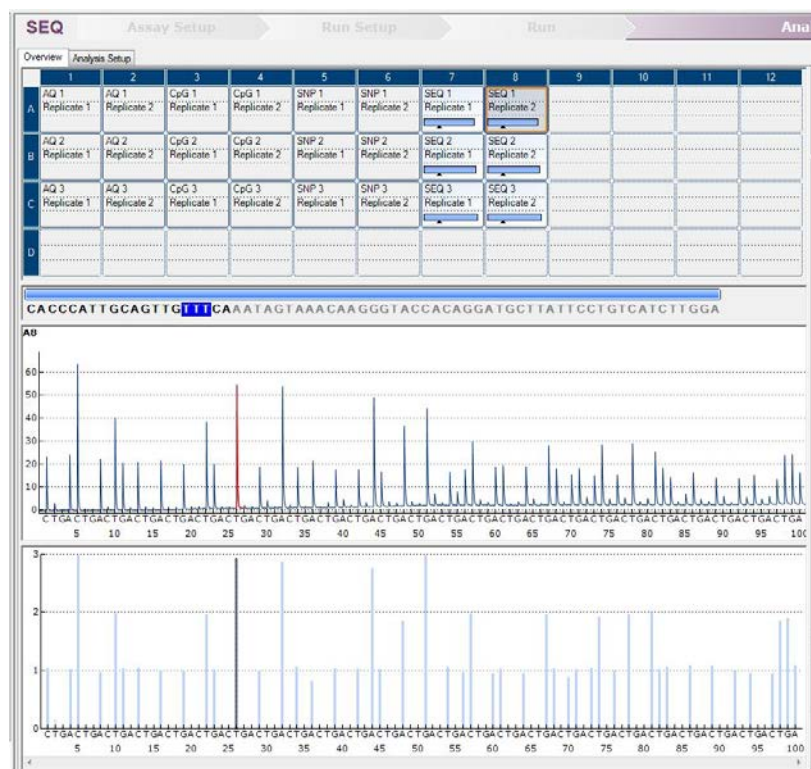 SEQ Assay Setup Run Setup Run Ana
Overview Analysis Setup
1 2 3 4 5 6 7 8 9 10 11 12
A
AQ 1 AQ 1 CpG 1 CpG 1 SNP 1 SNP 1 SEQ 1 SEQ 1
Replicate 1 Replicate 2 Replicate 1 Replicate 2 Replicate 1 Replicate 2 Replicate 1 Replicate 2
B
AQ 2 AQ 2 CpG 2 CpG 2 SNP 2 SNP 2 SEQ 2 SEQ 2
Replicate 1 Replicate 2 Replicate 1 Replicate 2 Replicate 1 Replicate 2 Replicate 1 Replicate 2
C
AQ 3 AQ 3 CpG 3 CpG 3 SNP 3 SNP 3 SEQ 3 SEQ 3
Replicate 1 Replicate 2 Replicate 1 Replicate 2 Replicate 1 Replicate 2 Replicate 1 Replicate 2
D
CACCCATTGCAGTTGTTTCAAATAGTAAACAAGGGTACCACAGGATGCTTATTCCTGTCATCTTGGA
A8
60
50
40
30
20
10
0
CTGACTGACTGACTGACTGACTGACTGACTGACTGACTGACTGACTGACTGACTGACTGACTGACTGACTGACTGACTGACTGACTGACTGACTGACTGA
5 10 15 20 25 30 35 40 45 50 55 60 65 70 75 80 85 90 95 100
3
2
1
0
CTGACTGACTGACTGACTGACTGACTGACTGACTGACTGACTGACTGACTGACTGACTGACTGACTGACTGACTGACTGACTGACTGACTGACTGACTGA
5 10 15 20 25 30 35 40 45 50 55 60 65 70 75 80 85 90 95 100